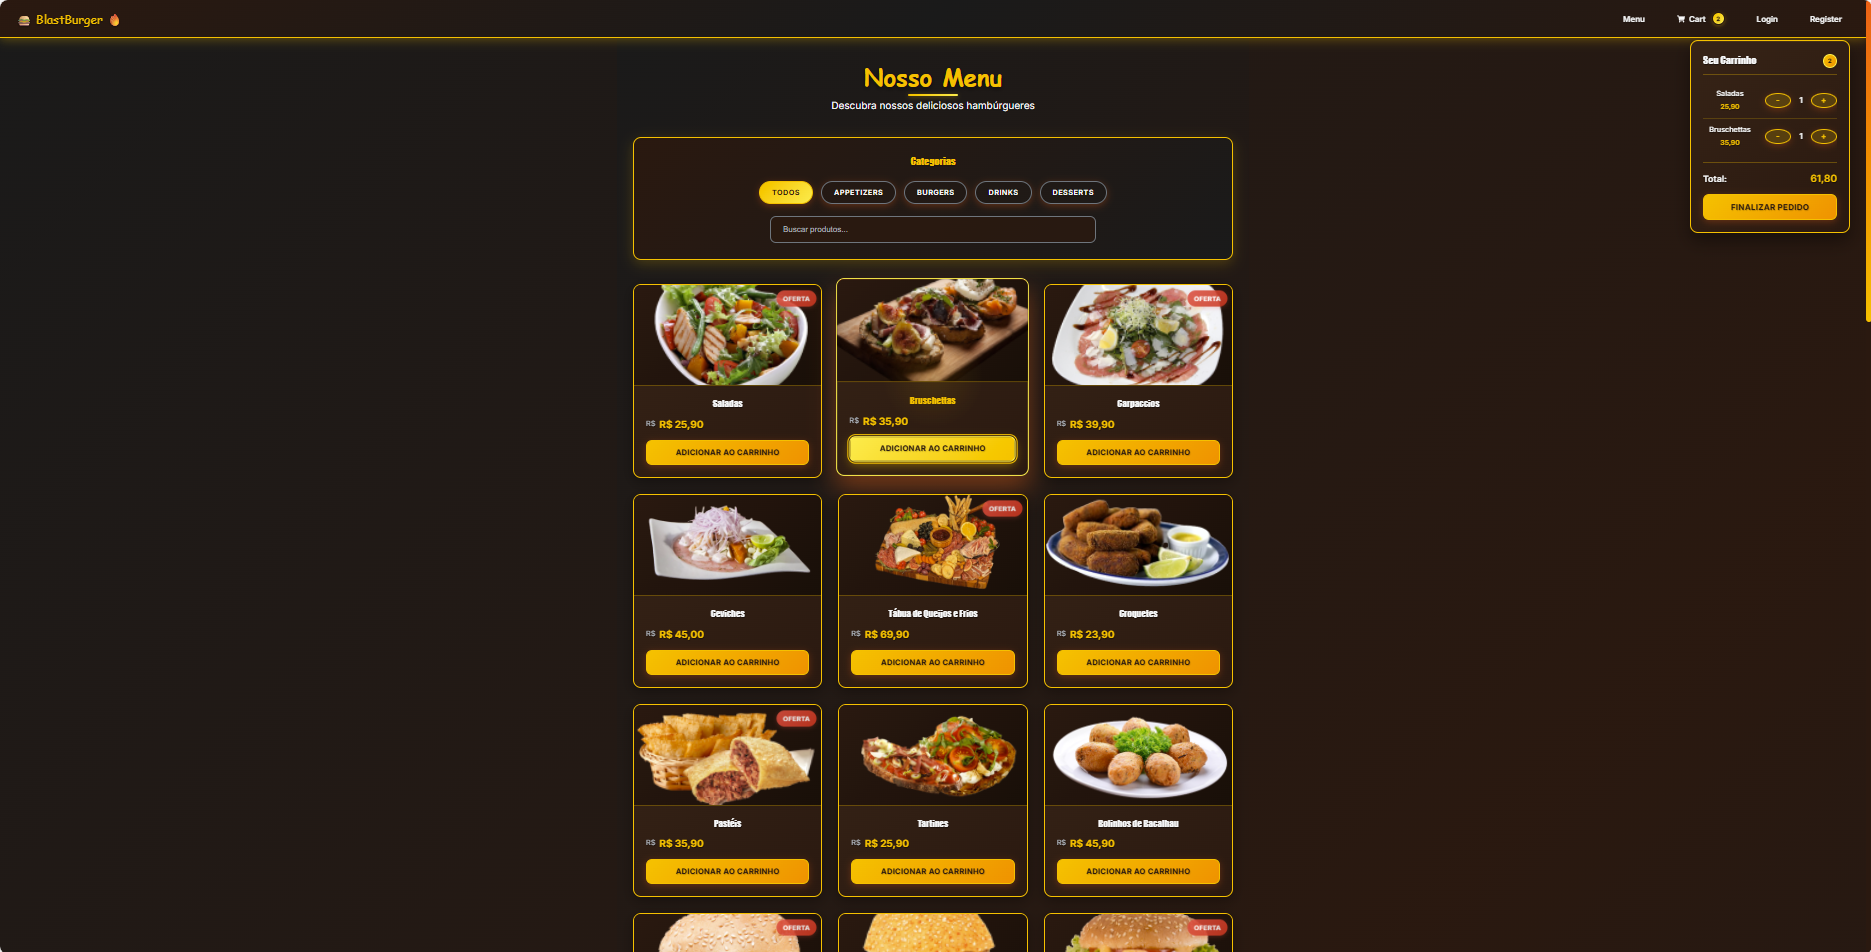 BlastBurger
Menu
Cart 2
Login
Register
Seu Carrinho 2
Saladas
25,90
- 1 +
Bruschettas
35,90
- 1 +
Total: 61,80
FINALIZAR PEDIDO
Nosso Menu
Descubra nossos deliciosos hambúrgueres
Categorias
TODOS
APPETIZERS
BURGERS
DRINKS
DESSERTS
Buscar produtos...
OFERTA
Saladas
R$ R$ 25,90
ADICIONAR AO CARRINHO
Bruschettas
R$ R$ 35,90
ADICIONAR AO CARRINHO
OFERTA
Carpaccios
R$ R$ 39,90
ADICIONAR AO CARRINHO
Ceviches
R$ R$ 45,00
ADICIONAR AO CARRINHO
OFERTA
Tábua de Queijos e Frios
R$ R$ 69,90
ADICIONAR AO CARRINHO
Croquetes
R$ R$ 23,90
ADICIONAR AO CARRINHO
OFERTA
Pastéis
R$ R$ 35,90
ADICIONAR AO CARRINHO
Tartines
R$ R$ 25,90
ADICIONAR AO CARRINHO
Bolinhos de Bacalhau
R$ R$ 45,90
ADICIONAR AO CARRINHO
OFERTA
OFERTA